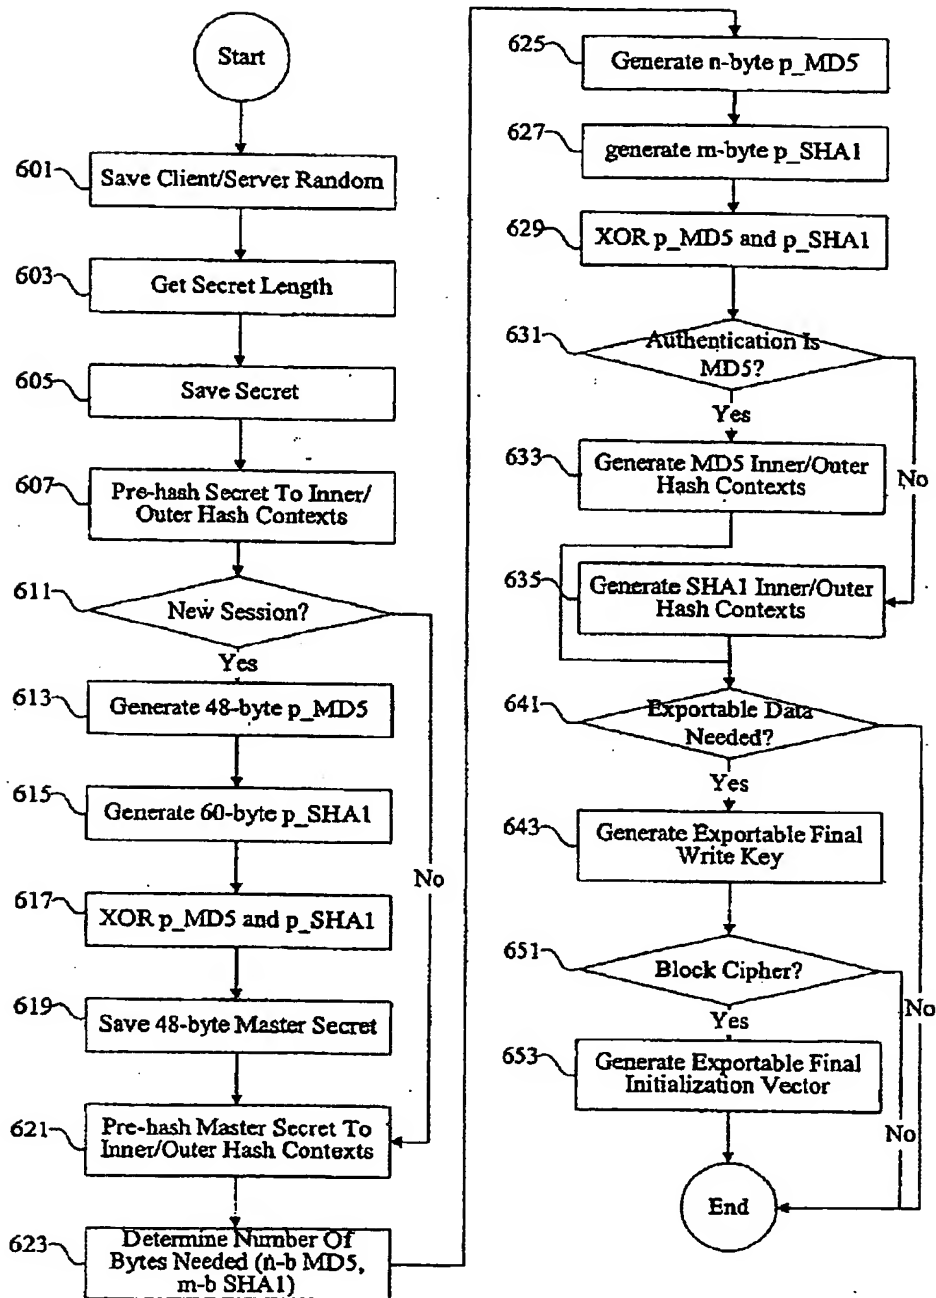 Start
601
Save Client/Server Random
603
Get Secret Length
605
Save Secret
607
Pre-hash Secret To Inner/
Outer Hash Contexts
611
New Session?
Yes
No
613
Generate 48-byte p_MD5
615
Generate 60-byte p_SHA1
617
XOR p_MD5 and p_SHA1
619
Save 48-byte Master Secret
621
Pre-hash Master Secret To
Inner/Outer Hash Contexts
623
Determine Number Of
Bytes Needed (n-b MD5,
m-b SHA1)
625
Generate n-byte p_MD5
627
generate m-byte p_SHA1
629
XOR p_MD5 and p_SHA1
631
Authentication Is
MD5?
Yes
No
633
Generate MD5 Inner/Outer
Hash Contexts
635
Generate SHA1 Inner/Outer
Hash Contexts
641
Exportable Data
Needed?
Yes
No
643
Generate Exportable Final
Write Key
651
Block Cipher?
Yes
No
653
Generate Exportable Final
Initialization Vector
End